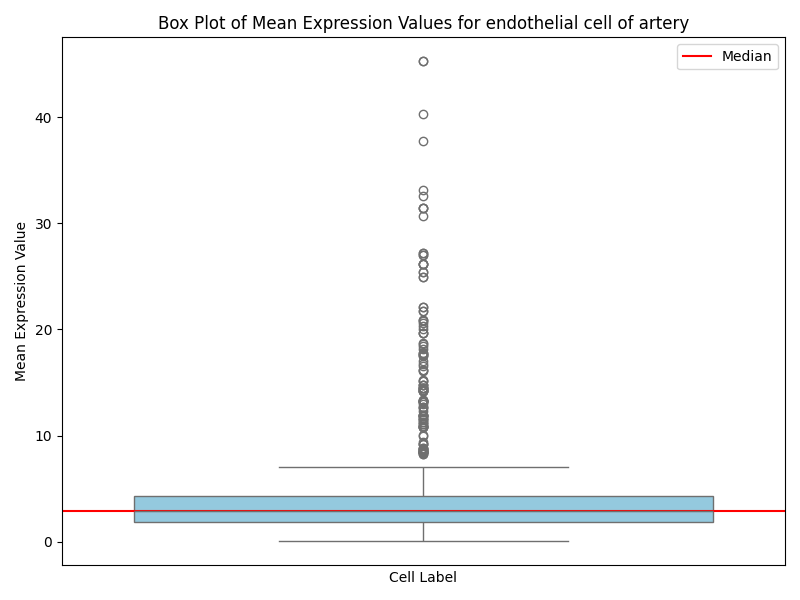 Box Plot of Mean Expression Values for endothelial cell of artery
Median
40
30
20
10
0
Mean Expression Value
Cell Label